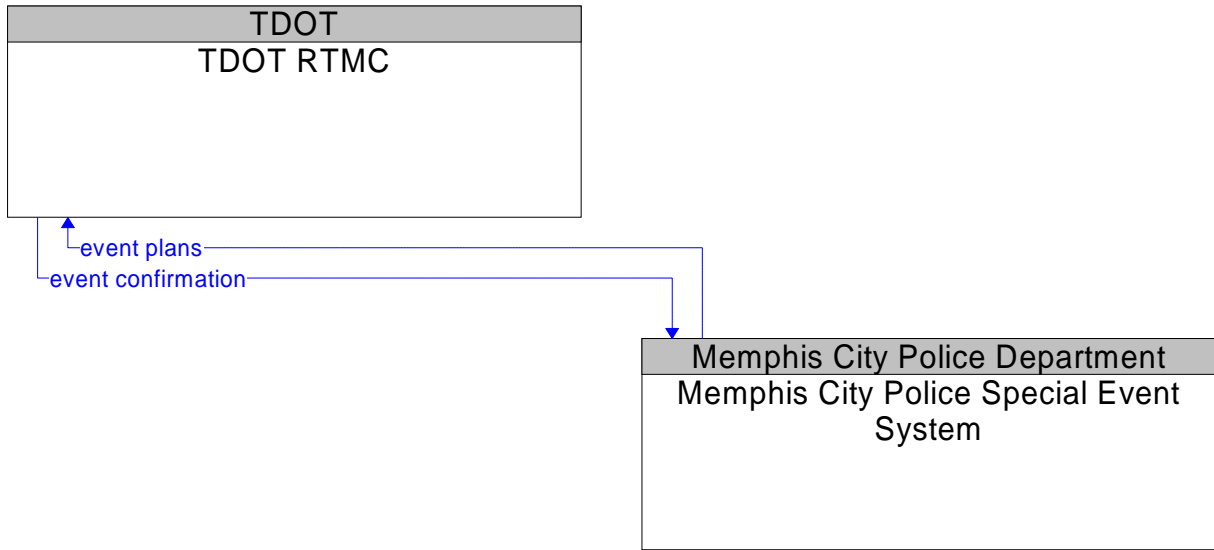 TDOT
TDOT RTMC
event plans
event confirmation
Memphis City Police Department
Memphis City Police Special Event
System